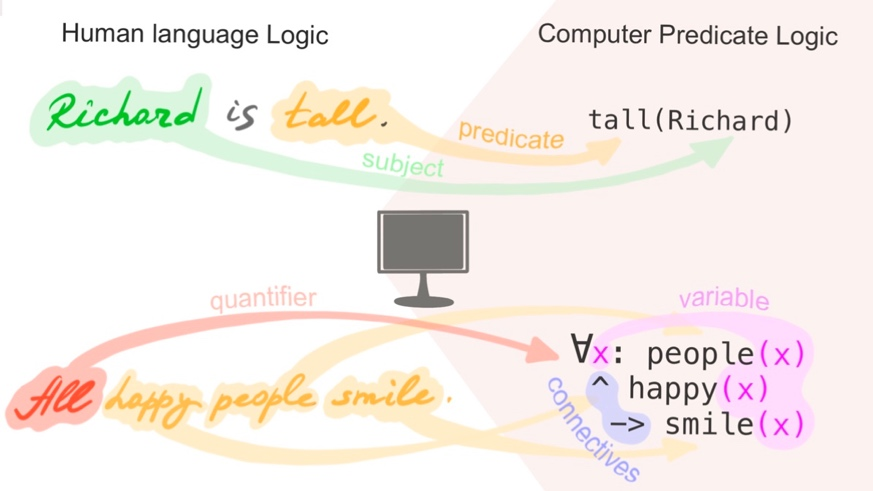 Human language Logic
Computer Predicate Logic
Richard is tall.
predicate
subject
tall(Richard)
quantifier
variable
All happy people smile.
connectives
∀x: people(x)
^ happy(x)
-> smile(x)